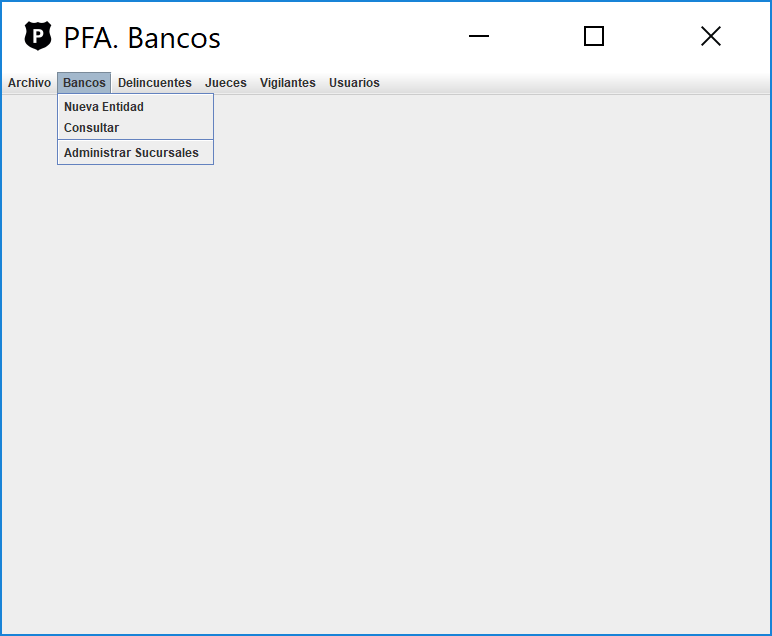 P PFA. Bancos
Archivo Bancos Delincuentes Jueces Vigilantes Usuarios
Nueva Entidad
Consultar
Administrar Sucursales